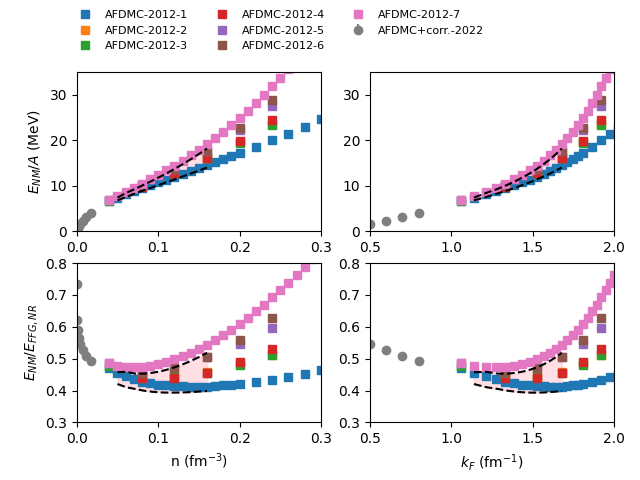 AFDMC-2012-1
AFDMC-2012-2
AFDMC-2012-3
AFDMC-2012-4
AFDMC-2012-5
AFDMC-2012-6
AFDMC-2012-7
AFDMC+corr.-2022
E_NM/A (MeV)
30
20
10
0
0.0 0.1 0.2 0.3
30
20
10
0
0.5 1.0 1.5 2.0
E_NM/E_FFG,NR
0.8
0.7
0.6
0.5
0.4
0.3
0.0 0.1 0.2 0.3
n (fm⁻³)
0.8
0.7
0.6
0.5
0.4
0.3
0.5 1.0 1.5 2.0
k_F (fm⁻¹)